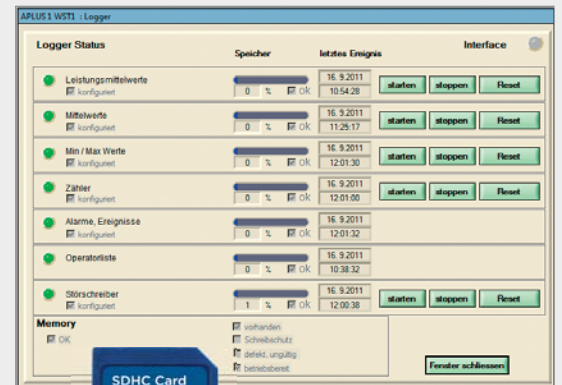 APLUS1 WST1 : Logger
Logger Status
Speicher
letztes Ereignis
Interface
Leistungsmittelwerte
konfiguriert
0 % OK
16. 9.2011
10:54:28
starten stoppen Reset
Mittelwerte
konfiguriert
0 % OK
16. 9.2011
11:25:17
starten stoppen Reset
Min / Max Werte
konfiguriert
0 % OK
16. 9.2011
12:01:30
starten stoppen Reset
Zähler
konfiguriert
0 % OK
16. 9.2011
12:01:00
starten stoppen Reset
Alarme, Ereignisse
konfiguriert
0 % OK
16. 9.2011
12:01:32
Operatorliste
0 % OK
16. 9.2011
10:38:32
Störschreiber
konfiguriert
1 % OK
16. 9.2011
12:00:38
starten stoppen Reset
Memory
OK
vorhanden
Schreibschutz
defekt, ungültig
betriebsbereit
Fenster schliessen
SDHC Card